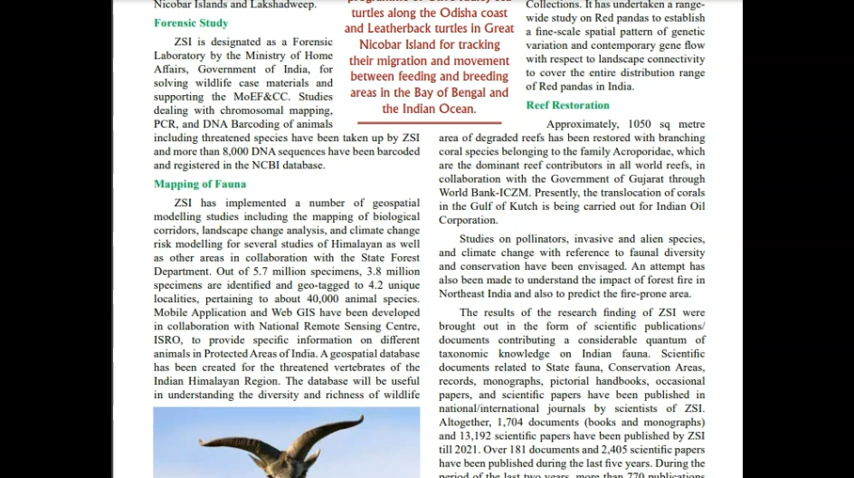 Nicobar Islands and Lakshadweep.
Forensic Study
ZSI is designated as a Forensic
Laboratory by the Ministry of Home
Affairs, Government of India, for
solving wildlife case materials and
supporting the MoEF&CC. Studies
dealing with chromosomal mapping,
PCR, and DNA Barcoding of animals
including threatened species have been taken up by ZSI
and more than 8,000 DNA sequences have been barcoded
and registered in the NCBI database.
Mapping of Fauna
ZSI has implemented a number of geospatial
modelling studies including the mapping of biological
corridors, landscape change analysis, and climate change
risk modelling for several studies of Himalayan as well
as other areas in collaboration with the State Forest
Department. Out of 5.7 million specimens, 3.8 million
specimens are identified and geo-tagged to 4.2 unique
localities, pertaining to about 40,000 animal species.
Mobile Application and Web GIS have been developed
in collaboration with National Remote Sensing Centre,
ISRO, to provide specific information on different
animals in Protected Areas of India. A geospatial database
has been created for the threatened vertebrates of the
Indian Himalayan Region. The database will be useful
in understanding the diversity and richness of wildlife
turtles along the Odisha coast
and Leatherback turtles in Great
Nicobar Island for tracking
their migration and movement
between feeding and breeding
areas in the Bay of Bengal and
the Indian Ocean.
Collections. It has undertaken a range-
wide study on Red pandas to establish
a fine-scale spatial pattern of genetic
variation and contemporary gene flow
with respect to landscape connectivity
to cover the entire distribution range
of Red pandas in India.
Reef Restoration
Approximately, 1050 sq metre
area of degraded reefs has been restored with branching
coral species belonging to the family Acroporidae, which
are the dominant reef contributors in all world reefs, in
collaboration with the Government of Gujarat through
World Bank-ICZM. Presently, the translocation of corals
in the Gulf of Kutch is being carried out for Indian Oil
Corporation.
Studies on pollinators, invasive and alien species,
and climate change with reference to faunal diversity
and conservation have been envisaged. An attempt has
also been made to understand the impact of forest fire in
Northeast India and also to predict the fire-prone area.
The results of the research finding of ZSI were
brought out in the form of scientific publications/
documents contributing a considerable quantum of
taxonomic knowledge on Indian fauna. Scientific
documents related to State fauna, Conservation Areas,
records, monographs, pictorial handbooks, occasional
papers, and scientific papers have been published in
national/international journals by scientists of ZSI.
Altogether, 1,704 documents (books and monographs)
and 13,192 scientific papers have been published by ZSI
till 2021. Over 181 documents and 2,405 scientific papers
have been published during the last five years. During the
period of the last two years, more than 770 publications